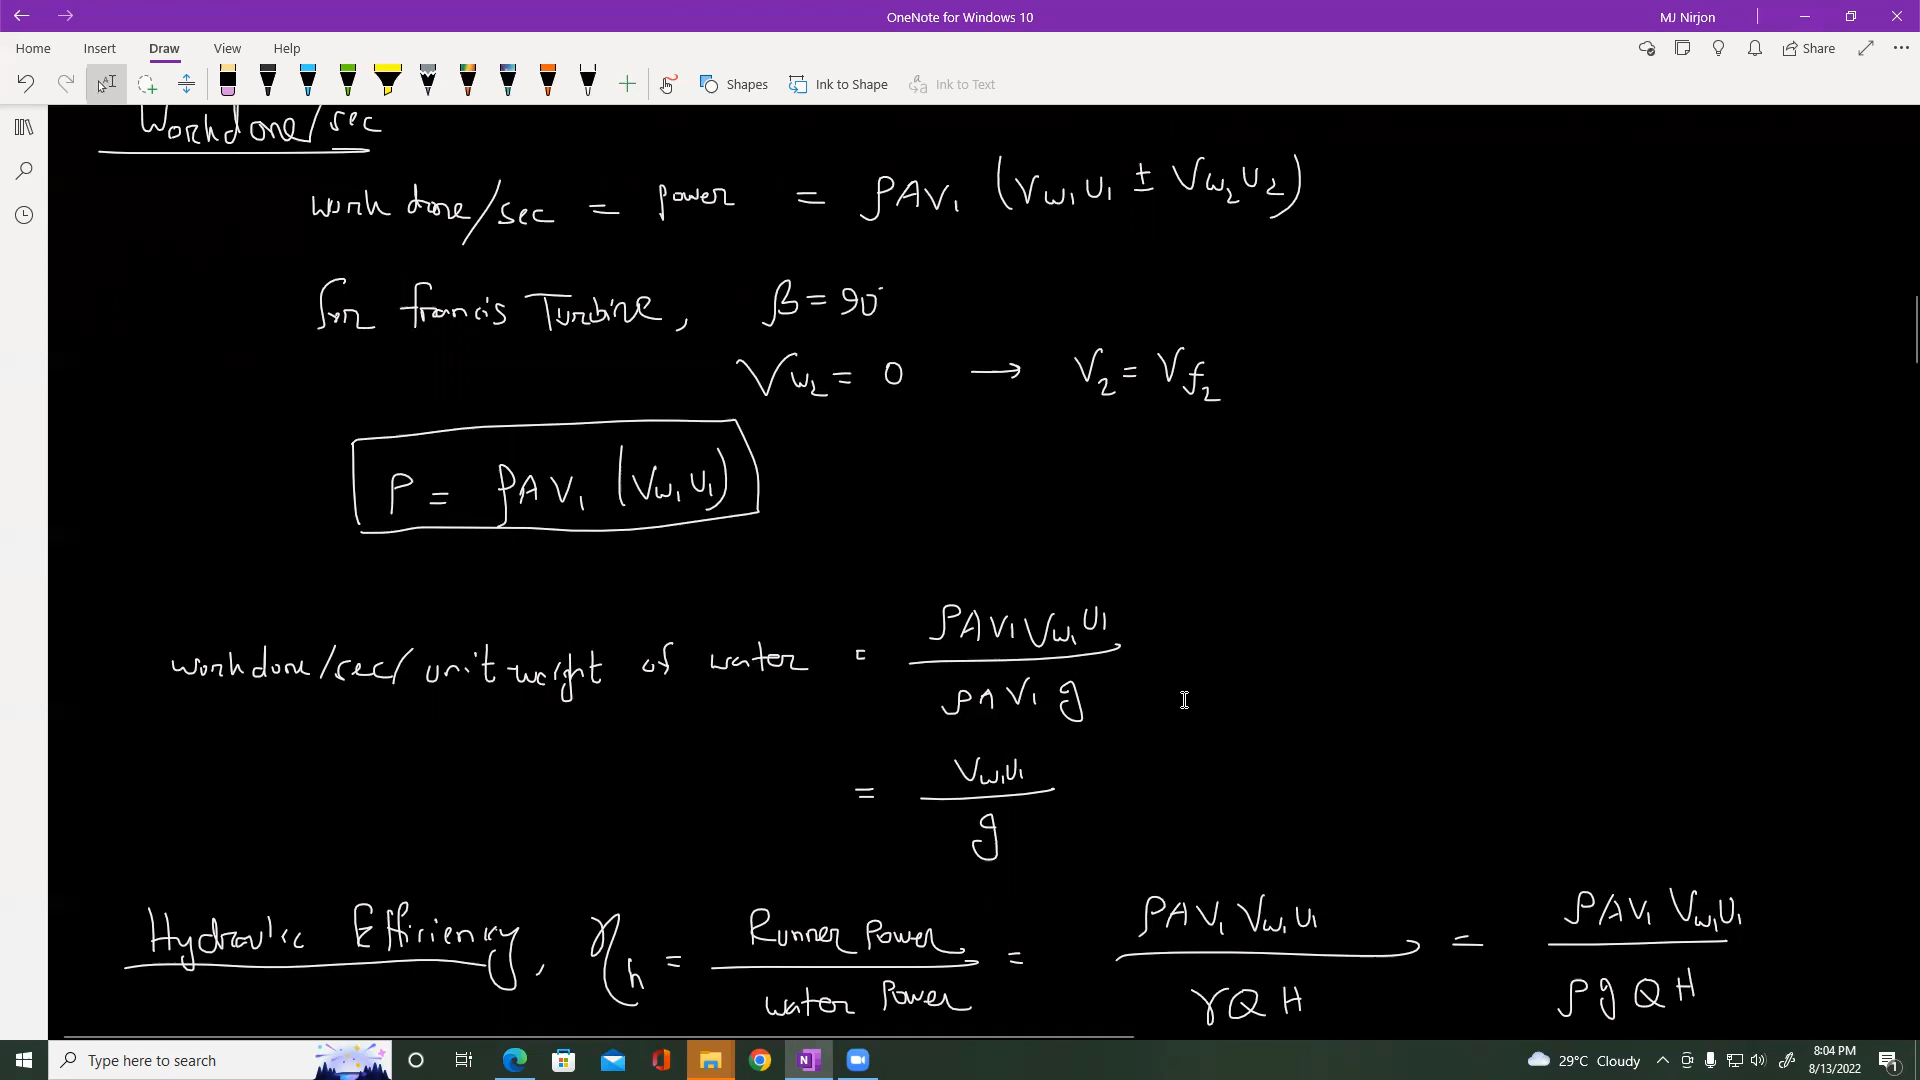 OneNote for Windows 10
MJ Nirjon
Home Insert Draw View Help
Share
Shapes Ink to Shape Ink to Text
Workdone/sec
work done/sec = power = ρAV₁ (Vw₁U₁ ± Vw₂U₂)
for francis Turbine, β = 90°
Vw₂ = 0 → V₂ = Vf₂
P = ρAV₁ (Vw₁U₁)
workdone/sec/unit weight of water = ρAV₁Vw₁U₁ / ρAV₁g
= Vw₁U₁ / g
Hydraulic Efficiency, ηh = Runner Power / water Power = ρAV₁Vw₁U₁ / γQH = ρAV₁Vw₁U₁ / ρgQH
Type here to search
29°C Cloudy
8:04 PM
8/13/2022
1